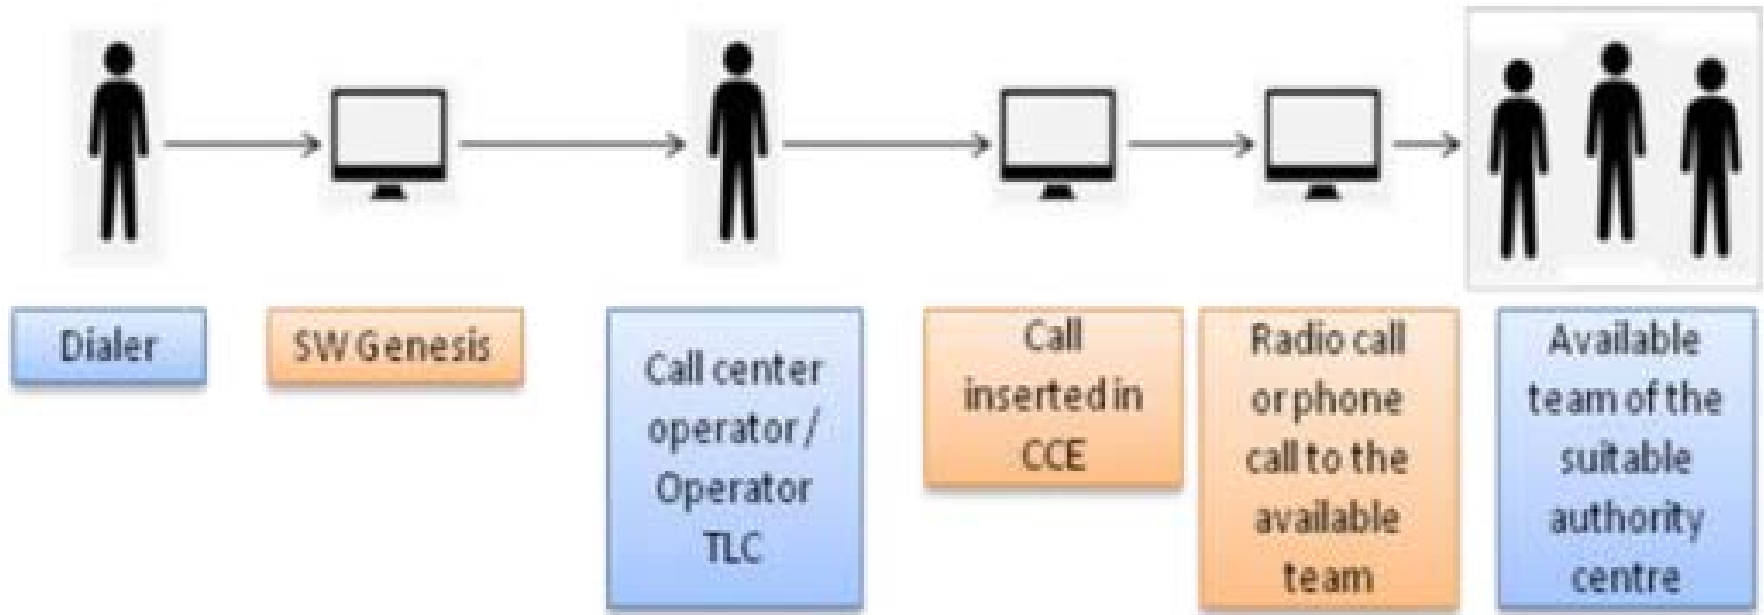 Dialer
SW Genesis
Call center
operator /
Operator
TLC
Call
inserted in
CCE
Radio call
or phone
call to the
available
team
Available
team of the
suitable
authority
centre